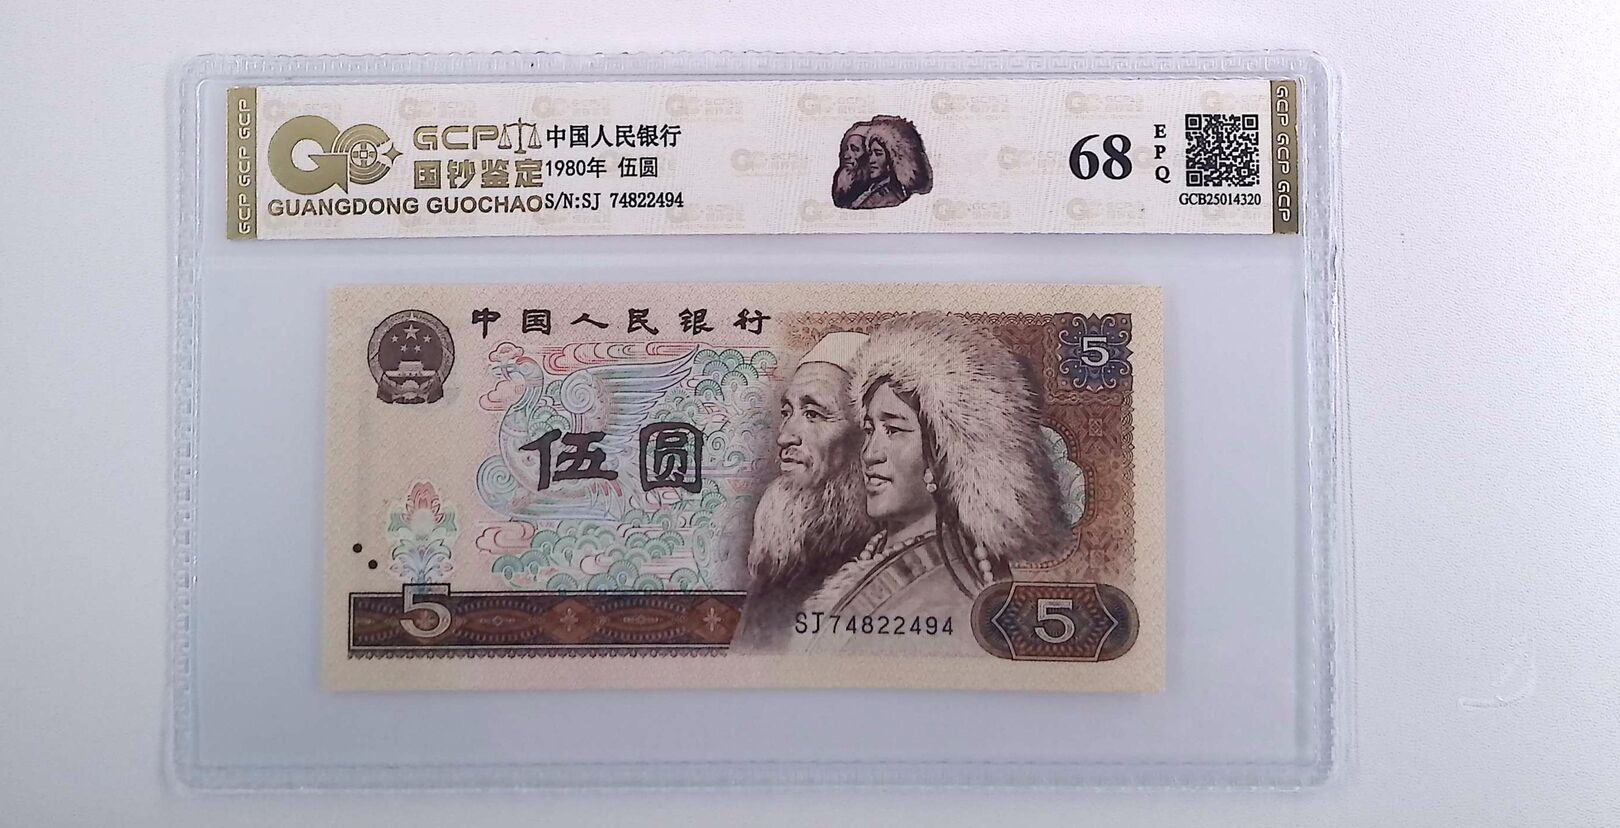 GCP 中国人民银行
国钞鉴定 1980年 伍圆
GUANGDONG GUOCHAO S/N:SJ 74822494
68
EPQ
GCB25014320
GCP GCP GCP
GCP GCP GCP
中国人民银行
5
伍圆
5
SJ74822494
5